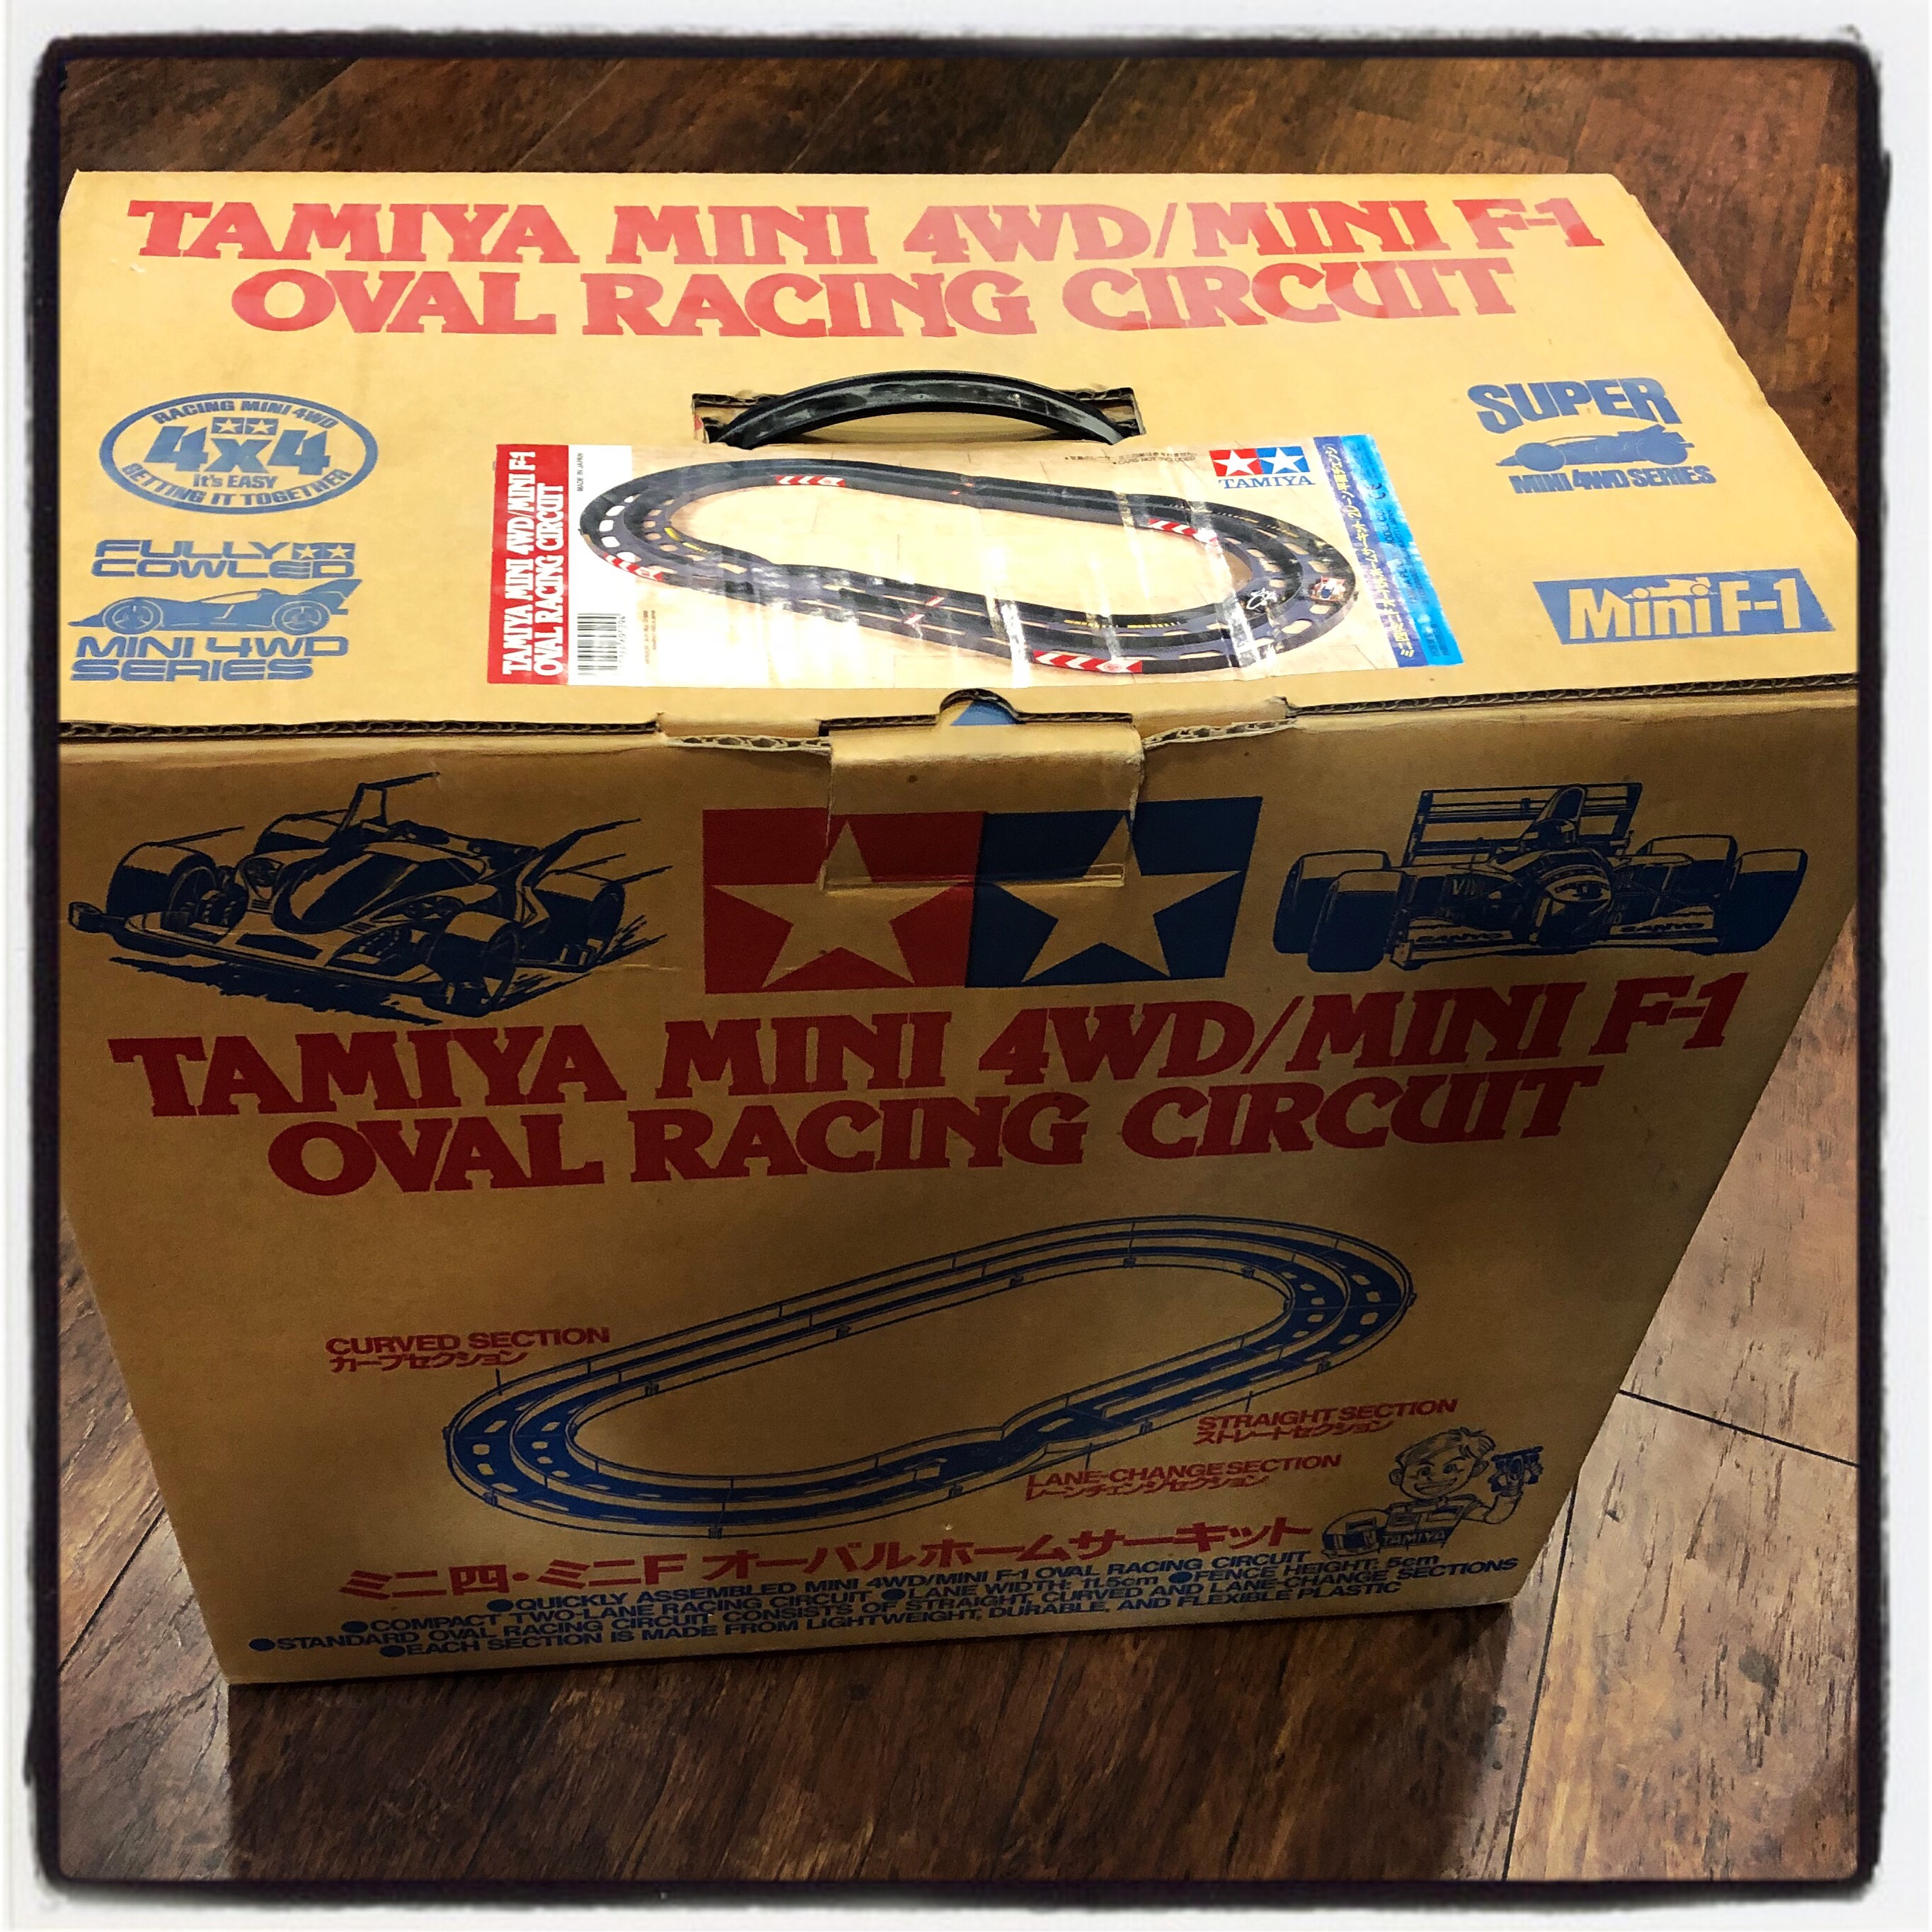 TAMIYA MINI 4WD/MINI F-1
OVAL RACING CIRCUIT
RACING MINI 4WD
4x4
It's EASY
GETTING IT TOGETHER
SUPER
MINI 4WD SERIES
FULLY
COWLED
MINI 4WD
SERIES
Mini F-1
TAMIYA MINI 4WD/MINI F-1
OVAL RACING CIRCUIT
MADE IN JAPAN
CARS NOT INCLUDED
TAMIYA
SANYO
SANYO
TAMIYA MINI 4WD/MINI F-1
OVAL RACING CIRCUIT
CURVED SECTION
カーブセクション
STRAIGHT SECTION
ストレートセクション
LANE-CHANGE SECTION
レーンチェンジセクション
TAMIYA
ミニ四・ミニF オーバルホームサーキット
●QUICKLY ASSEMBLED MINI 4WD/MINI F-1 OVAL RACING CIRCUIT
●COMPACT TWO-LANE RACING CIRCUIT ●LANE WIDTH: 11.5cm ●FENCE HEIGHT: 5cm
●STANDARD OVAL RACING CIRCUIT CONSISTS OF STRAIGHT, CURVED AND LANE-CHANGE SECTIONS
●EACH SECTION IS MADE FROM LIGHTWEIGHT, DURABLE, AND FLEXIBLE PLASTIC